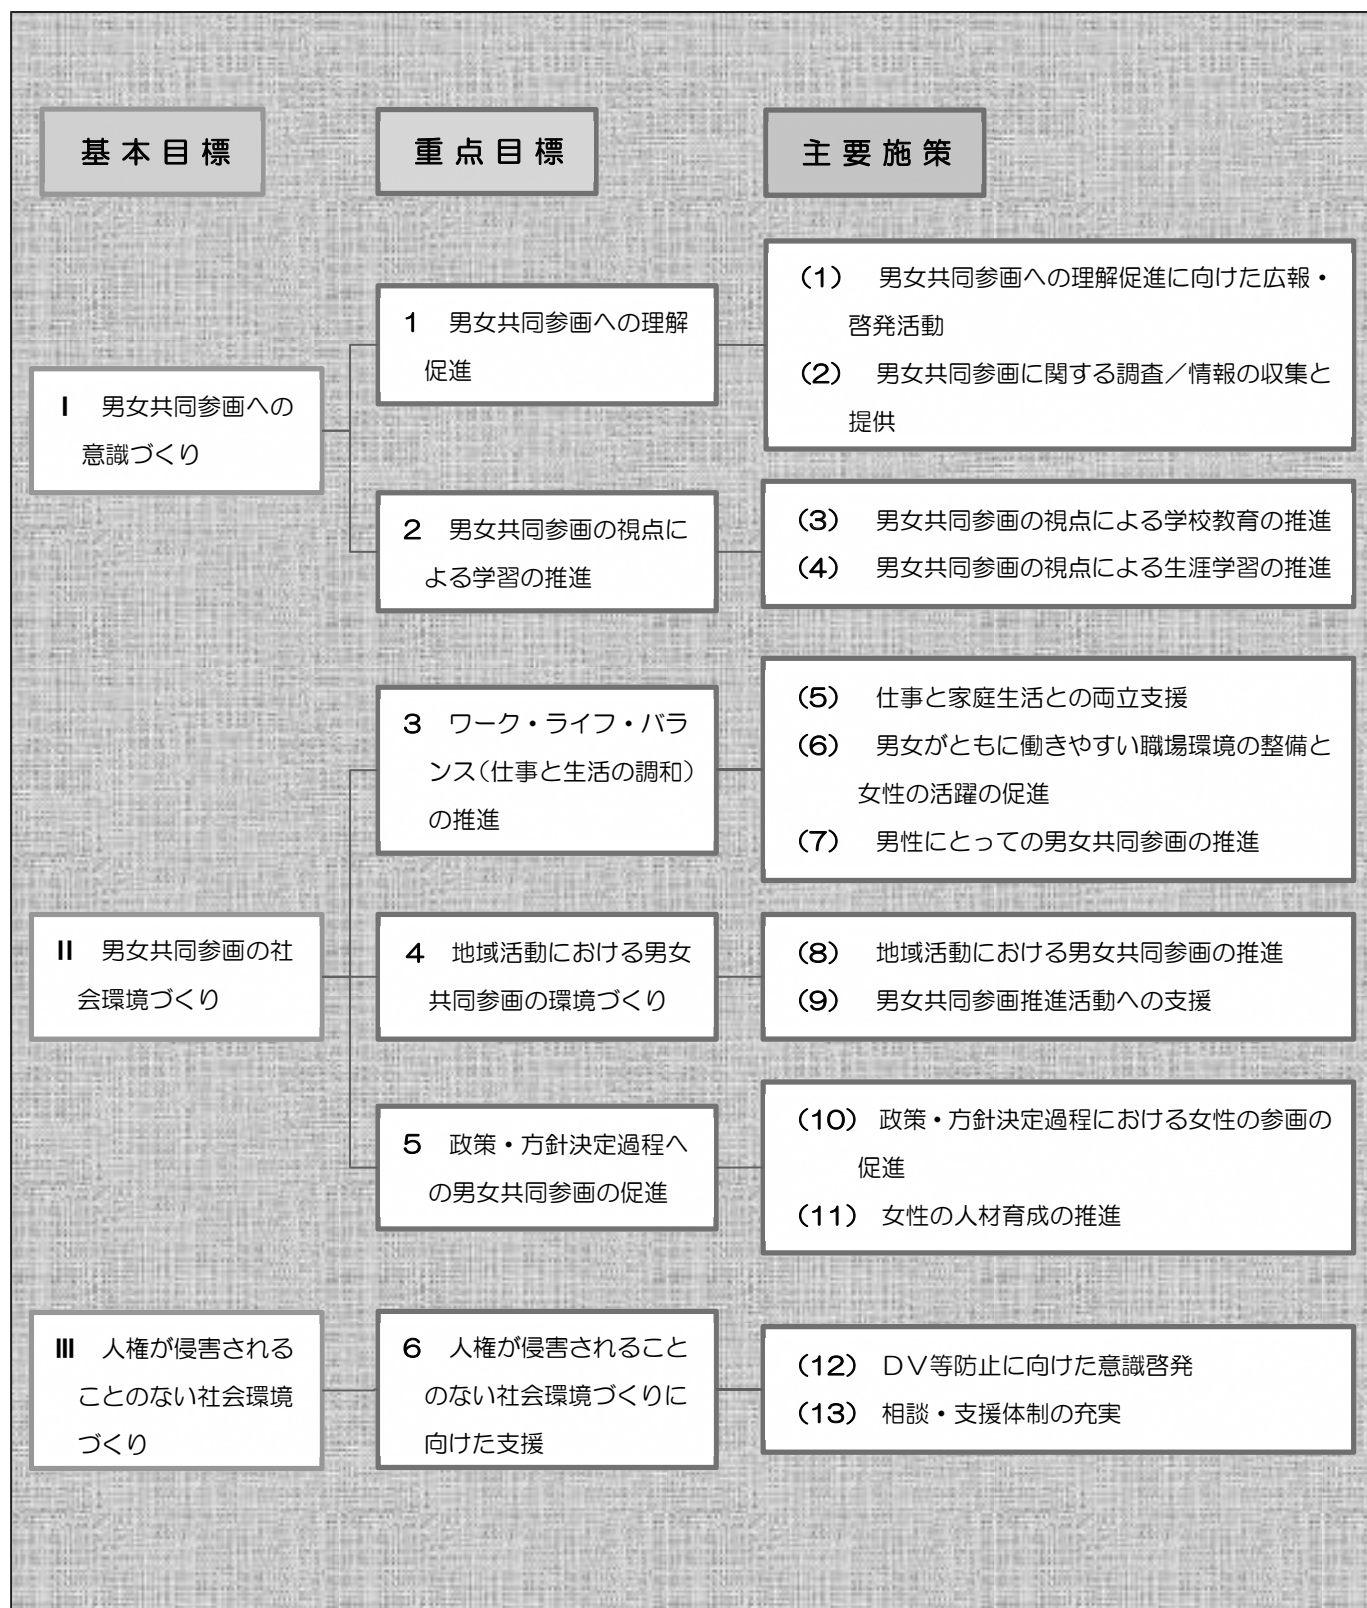 基本目標
重点目標
主要施策
Ⅰ 男女共同参画への
意識づくり
1 男女共同参画への理解
促進
(1) 男女共同参画への理解促進に向けた広報・
啓発活動
(2) 男女共同参画に関する調査／情報の収集と
提供
2 男女共同参画の視点に
よる学習の推進
(3) 男女共同参画の視点による学校教育の推進
(4) 男女共同参画の視点による生涯学習の推進
Ⅱ 男女共同参画の社
会環境づくり
3 ワーク・ライフ・バラ
ンス（仕事と生活の調和）
の推進
(5) 仕事と家庭生活との両立支援
(6) 男女がともに働きやすい職場環境の整備と
女性の活躍の促進
(7) 男性にとっての男女共同参画の推進
4 地域活動における男女
共同参画の環境づくり
(8) 地域活動における男女共同参画の推進
(9) 男女共同参画推進活動への支援
5 政策・方針決定過程へ
の男女共同参画の促進
(10) 政策・方針決定過程における女性の参画の
促進
(11) 女性の人材育成の推進
Ⅲ 人権が侵害される
ことのない社会環境
づくり
6 人権が侵害されること
のない社会環境づくりに
向けた支援
(12) ＤＶ等防止に向けた意識啓発
(13) 相談・支援体制の充実